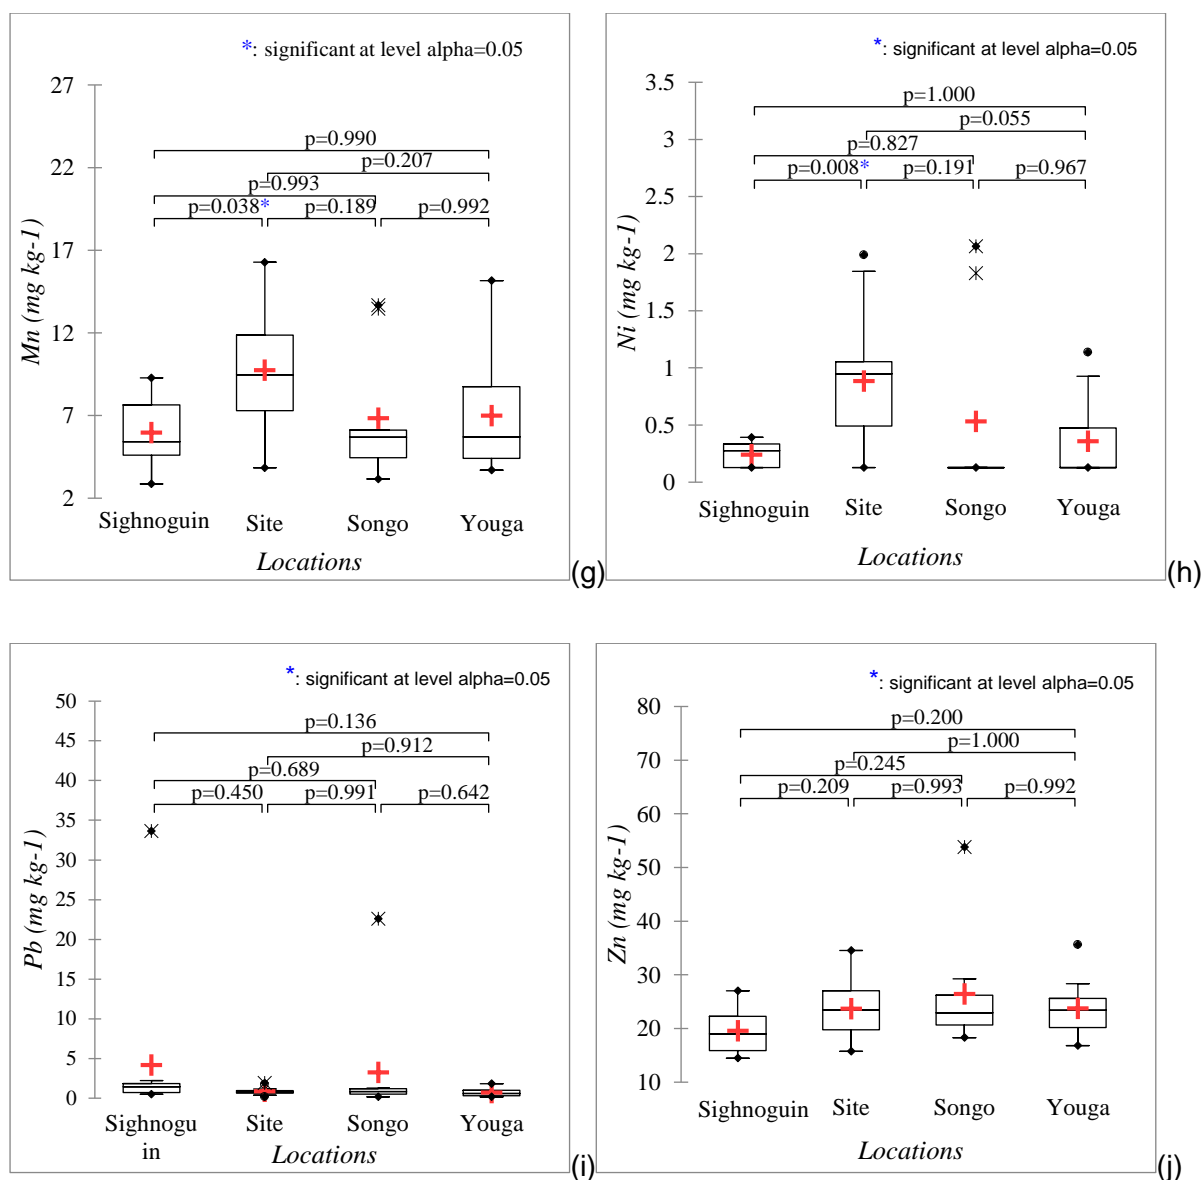 *: significant at level alpha=0.05
27
22
17
12
7
2
Mn (mg kg-1)
p=0.990
p=0.207
p=0.993
p=0.038*
p=0.189
p=0.992
Sighnoguin
Site
Songo
Youga
Locations
(g)
*: significant at level alpha=0.05
3.5
3
2.5
2
1.5
1
0.5
0
Ni (mg kg-1)
p=1.000
p=0.055
p=0.827
p=0.008*
p=0.191
p=0.967
Sighnoguin
Site
Songo
Youga
Locations
(h)
*: significant at level alpha=0.05
50
45
40
35
30
25
20
15
10
5
0
Pb (mg kg-1)
p=0.136
p=0.912
p=0.689
p=0.450
p=0.991
p=0.642
Sighnogu
in
Site
Songo
Youga
Locations
(i)
*: significant at level alpha=0.05
80
70
60
50
40
30
20
10
Zn (mg kg-1)
p=0.200
p=1.000
p=0.245
p=0.209
p=0.993
p=0.992
Sighnoguin
Site
Songo
Youga
Locations
(j)